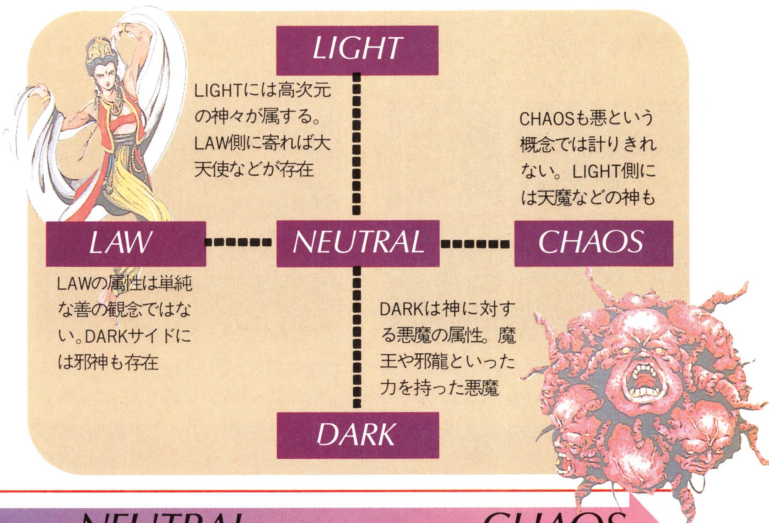 LIGHT
LIGHTには高次元
の神々が属する。
LAW側に寄れば大
天使などが存在
CHAOSも悪という
概念では計りきれ
ない。LIGHT側に
は天魔などの神も
LAW
NEUTRAL
CHAOS
LAWの属性は単純
な善の観念ではな
い。DARKサイドに
は邪神も存在
DARKは神に対す
る悪魔の属性。魔
王や邪龍といった
力を持った悪魔
DARK
NEUTRAL
CHAOS